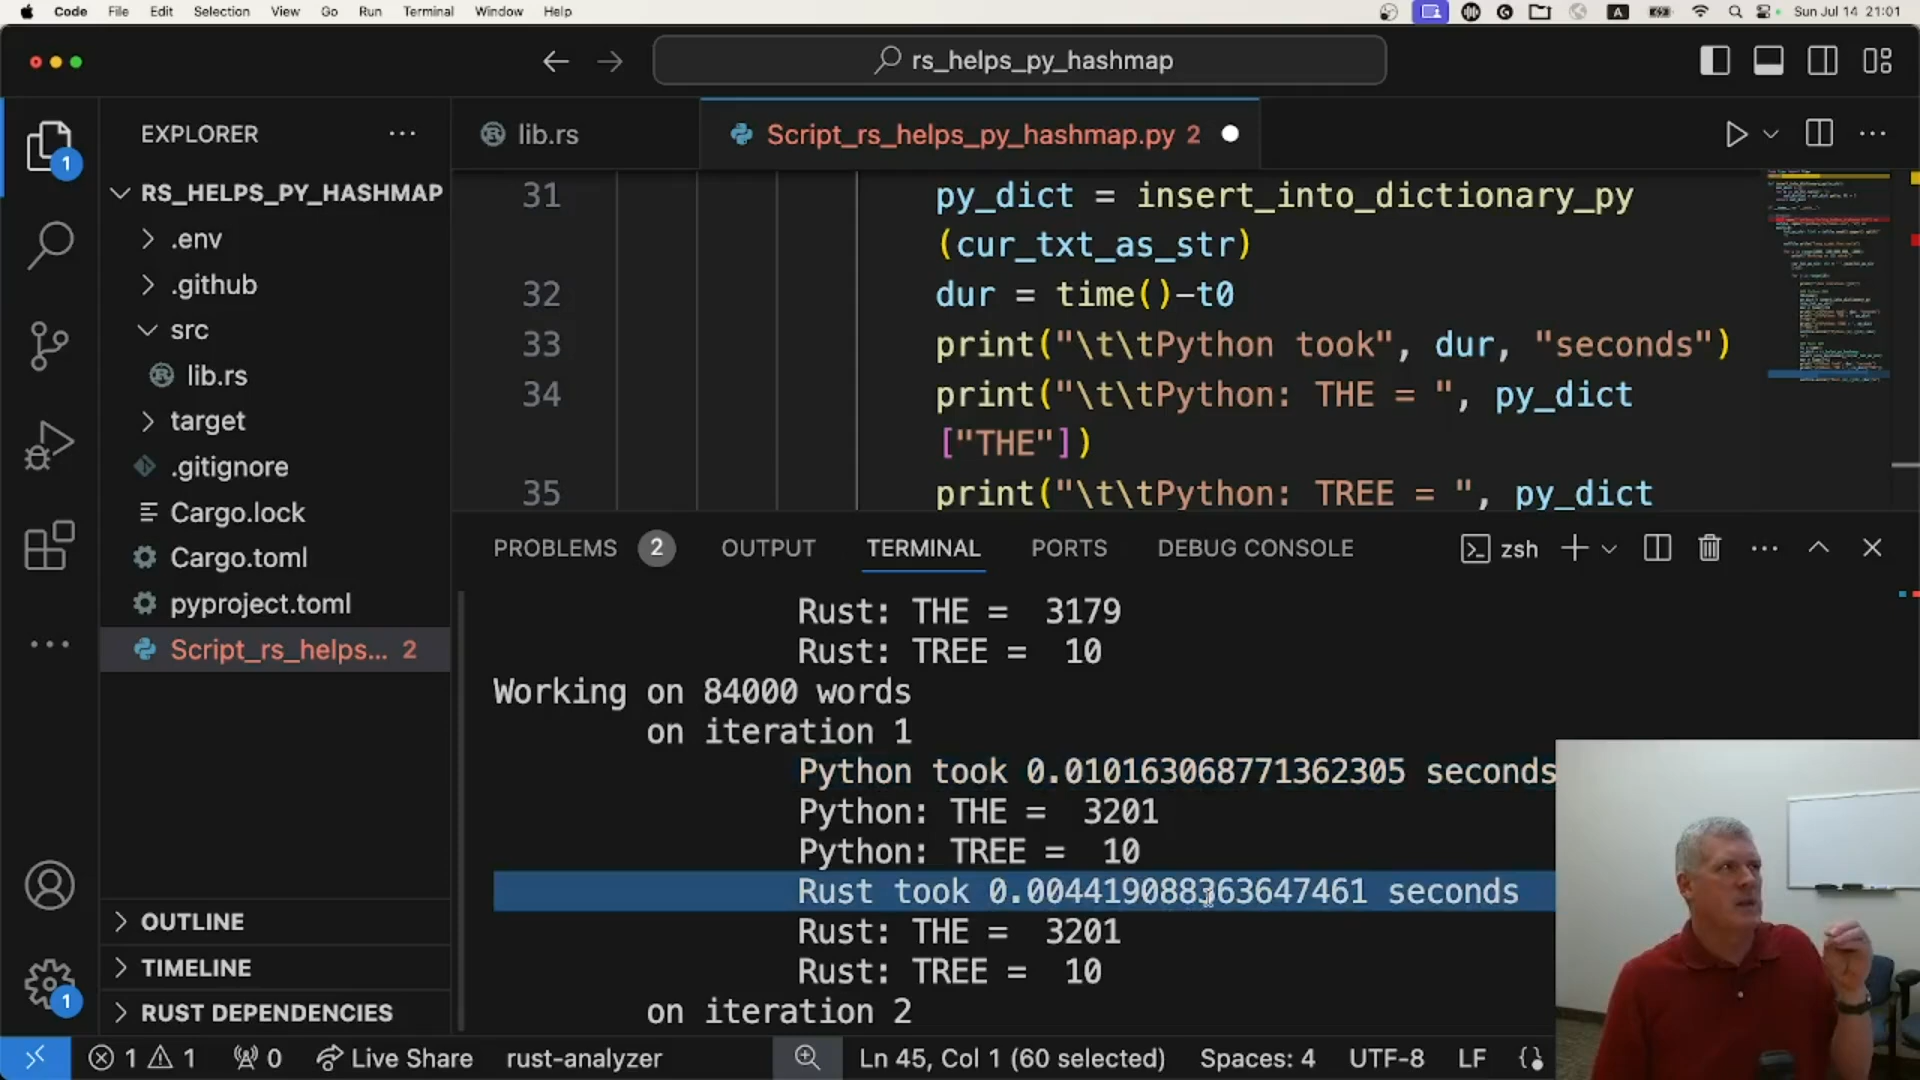 Code File Edit Selection View Go Run Terminal Window Help A Sun Jul 14 21:01
rs_helps_py_hashmap
EXPLORER
lib.rs
Script_rs_helps_py_hashmap.py 2
1
RS_HELPS_PY_HASHMAP
.env
.github
src
lib.rs
target
.gitignore
Cargo.lock
Cargo.toml
pyproject.toml
Script_rs_helps... 2
OUTLINE
TIMELINE
RUST DEPENDENCIES
1
31 py_dict = insert_into_dictionary_py
(cur_txt_as_str)
32 dur = time()-t0
33 print("\t\tPython took", dur, "seconds")
34 print("\t\tPython: THE = ", py_dict
["THE"])
35 print("\t\tPython: TREE = ", py_dict
PROBLEMS 2 OUTPUT TERMINAL PORTS DEBUG CONSOLE zsh
Rust: THE = 3179
Rust: TREE = 10
Working on 84000 words
on iteration 1
Python took 0.010163068771362305 seconds
Python: THE = 3201
Python: TREE = 10
Rust took 0.004419088363647461 seconds
Rust: THE = 3201
Rust: TREE = 10
on iteration 2
1 1 0 Live Share rust-analyzer Ln 45, Col 1 (60 selected) Spaces: 4 UTF-8 LF {}